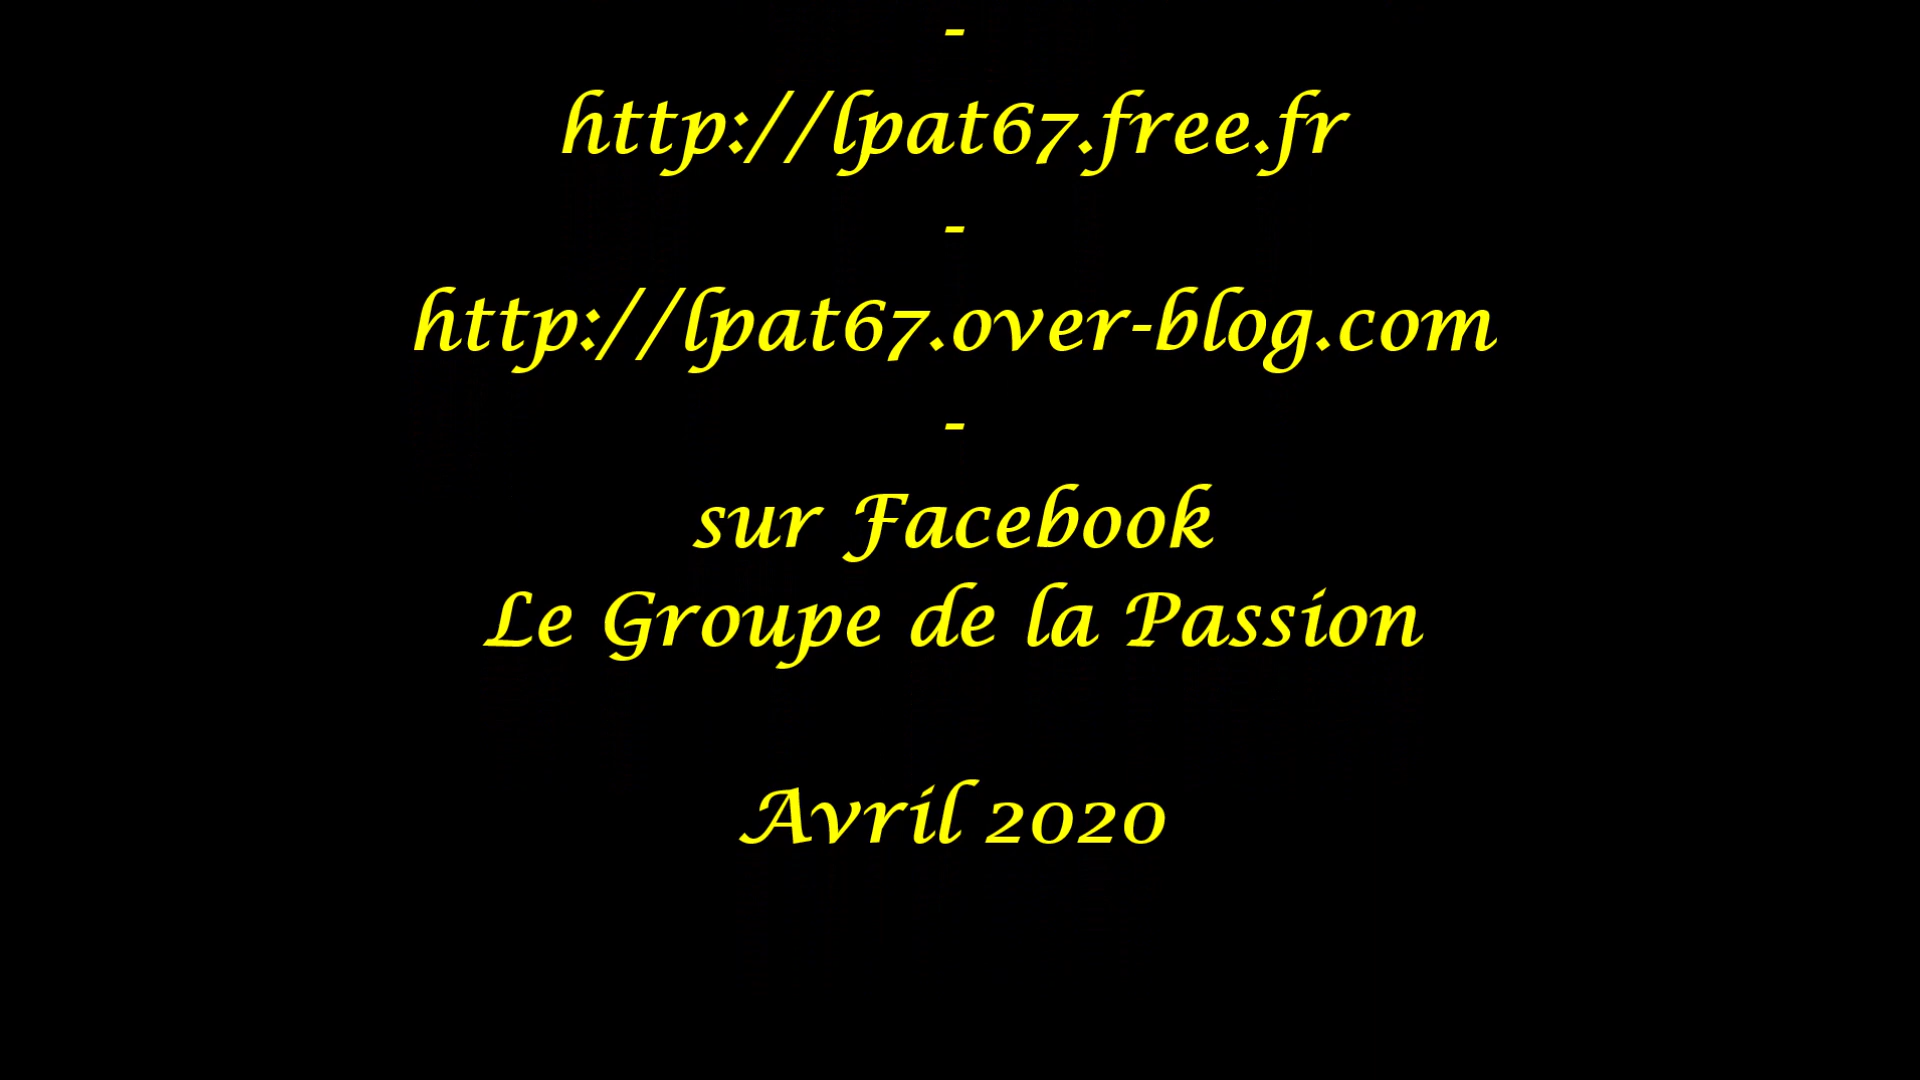 -
http://lpat67.free.fr
-
http://lpat67.over-blog.com
-
sur Facebook
Le Groupe de la Passion
Avril 2020